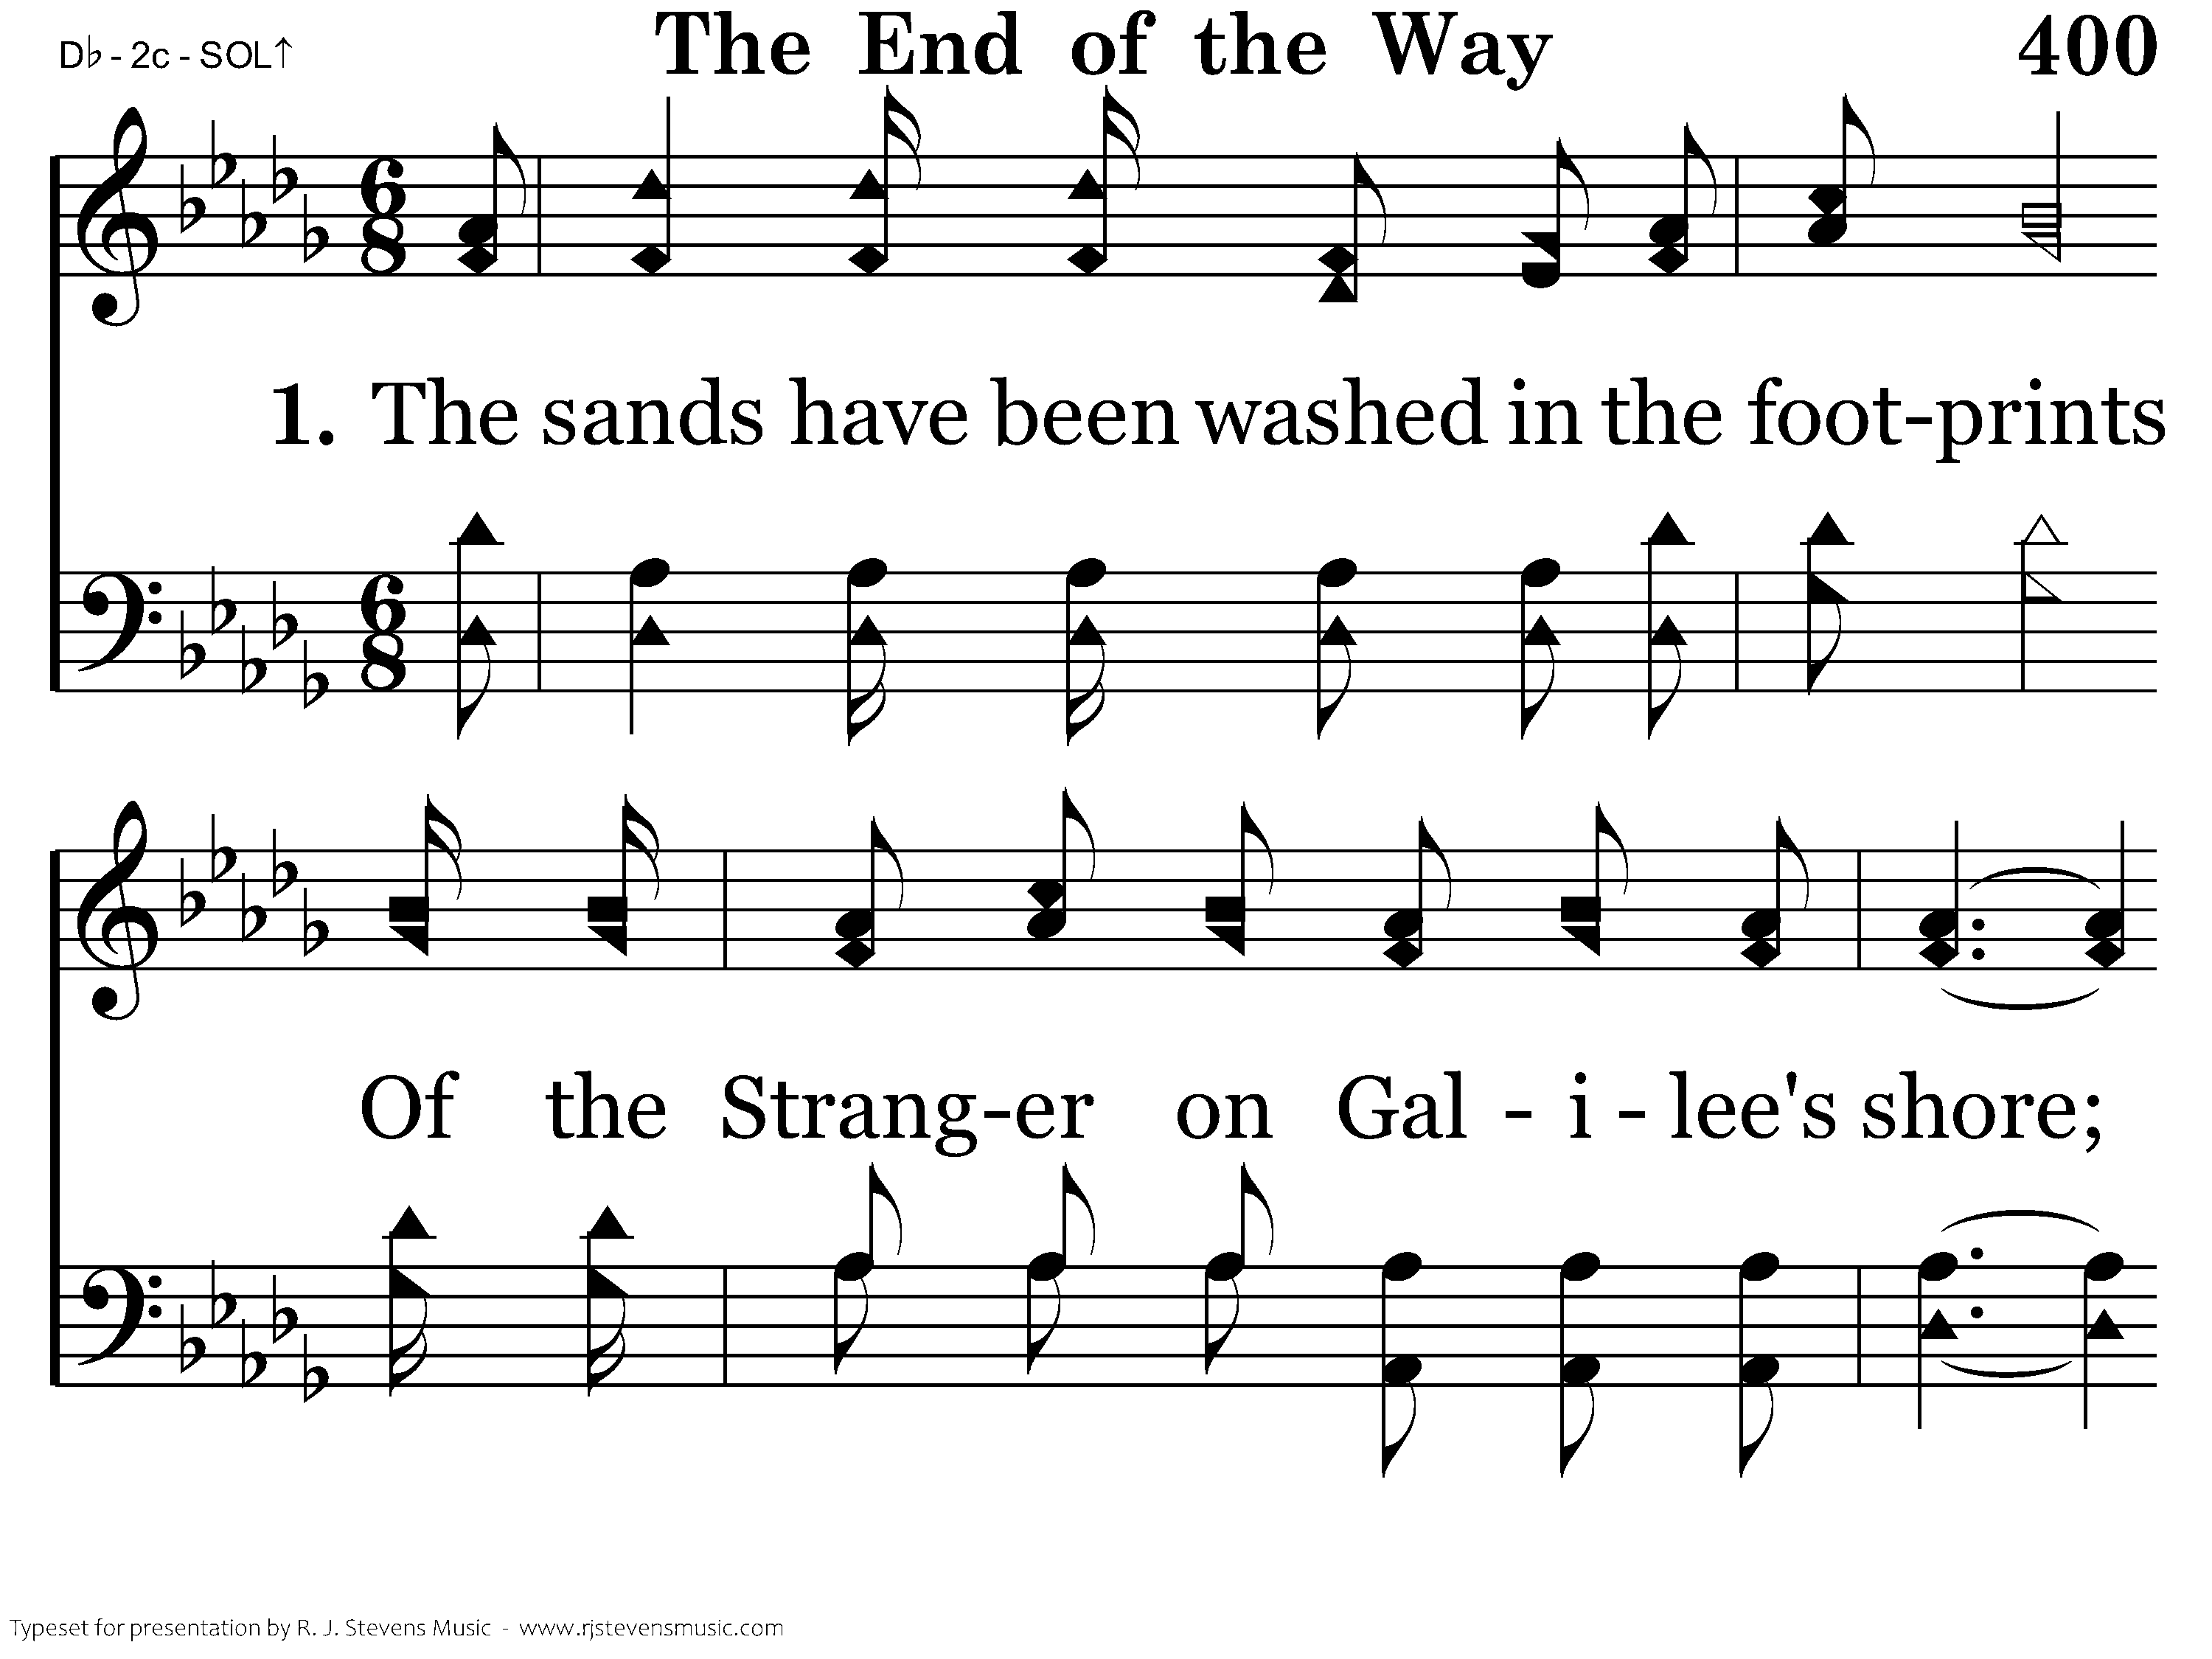 D♭ - 2c - SOL↑ The End of the Way 400
1. The sands have been washed in the foot-prints
Of the Strang-er on Gal - i - lee's shore;
Typeset for presentation by R. J. Stevens Music - www.rjstevensmusic.com